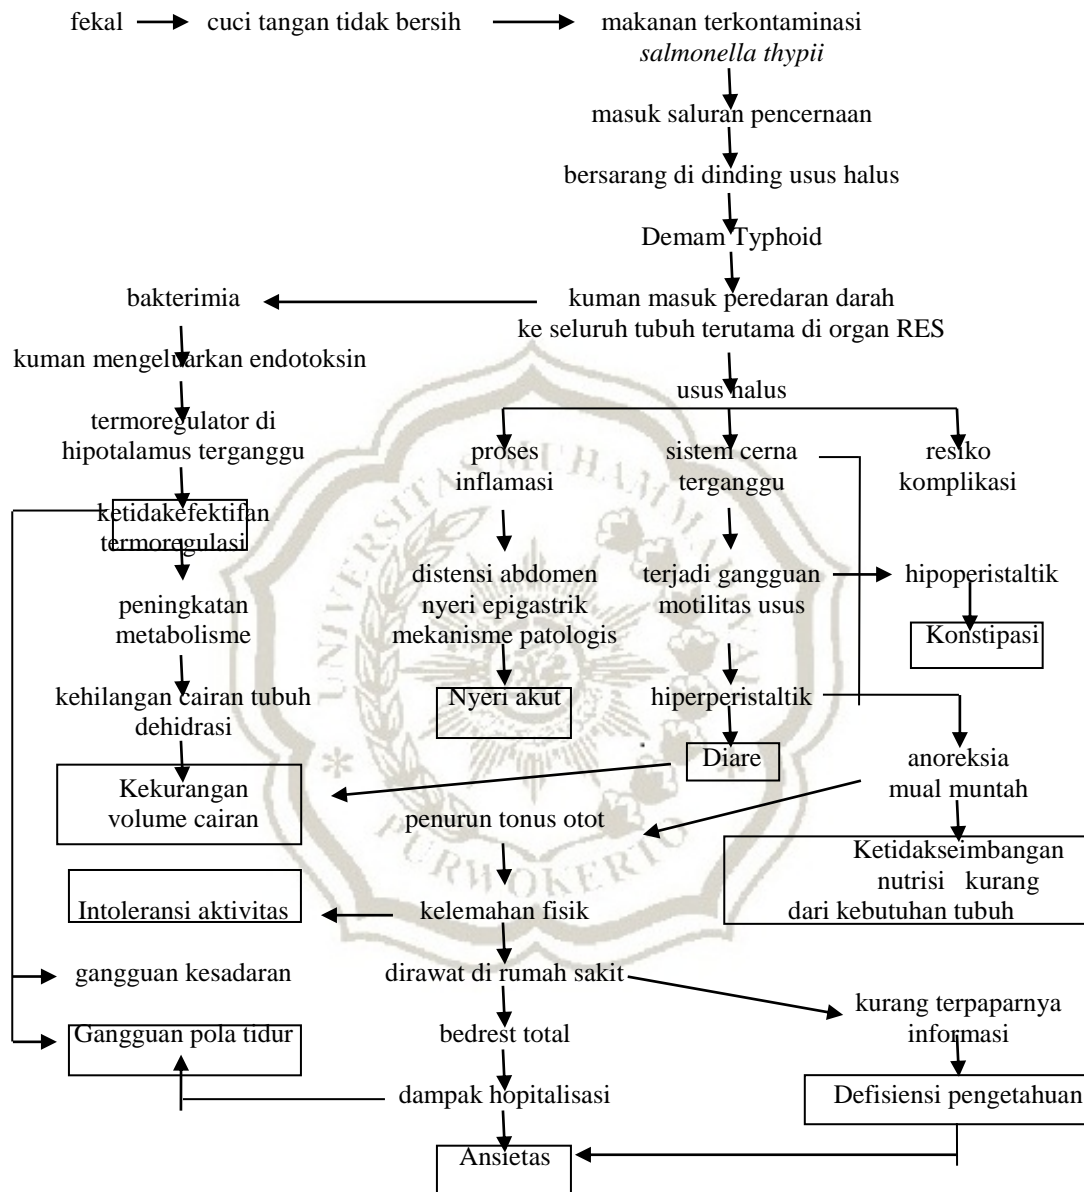 fekal
cuci tangan tidak bersih
makanan terkontaminasi
salmonella thypii
masuk saluran pencernaan
bersarang di dinding usus halus
Demam Typhoid
bakterimia
kuman masuk peredaran darah
ke seluruh tubuh terutama di organ RES
kuman mengeluarkan endotoksin
usus halus
termoregulator di
hipotalamus terganggu
proses
inflamasi
sistem cerna
terganggu
resiko
komplikasi
ketidakefektifan
termoregulasi
distensi abdomen
nyeri epigastrik
mekanisme patologis
terjadi gangguan
motilitas usus
hipoperistaltik
peningkatan
metabolisme
Konstipasi
kehilangan cairan tubuh
dehidrasi
Nyeri akut
hiperperistaltik
Diare
anoreksia
mual muntah
Kekurangan
volume cairan
penurun tonus otot
Ketidakseimbangan
nutrisi kurang
dari kebutuhan tubuh
Intoleransi aktivitas
kelemahan fisik
gangguan kesadaran
dirawat di rumah sakit
kurang terpaparnya
informasi
Gangguan pola tidur
bedrest total
dampak hopitalisasi
Defisiensi pengetahuan
Ansietas
UNIVERSITAS MUHAMMADIYAH
PURWOKERTO